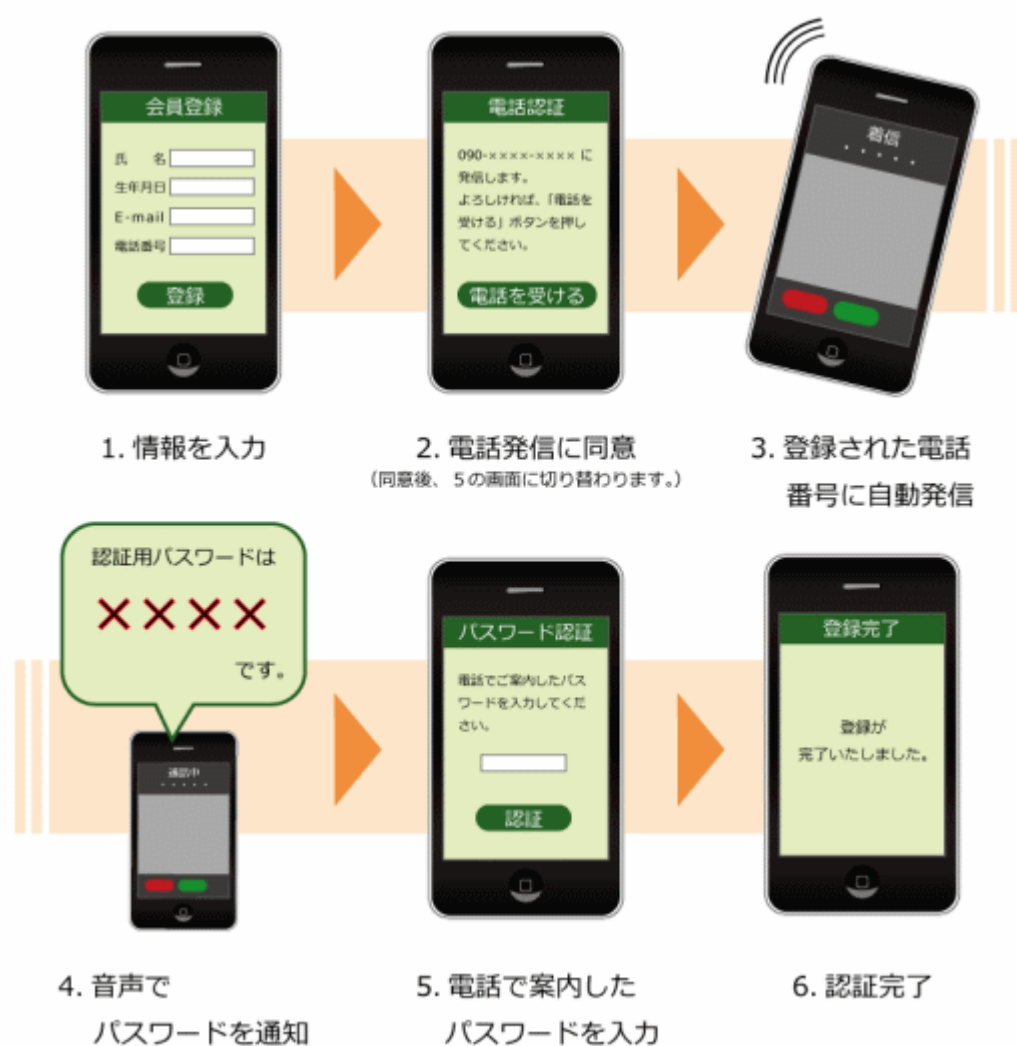 会員登録
氏 名
生年月日
E-mail
電話番号
登録
1. 情報を入力
電話認証
090-××××-×××× に
発信します。
よろしければ、「電話を
受ける」ボタンを押し
てください。
電話を受ける
2. 電話発信に同意
(同意後、５の画面に切り替わります。)
着信
3. 登録された電話
番号に自動発信
認証用パスワードは
××××
です。
通話中
4. 音声で
パスワードを通知
パスワード認証
電話でご案内したパス
ワードを入力してくだ
さい。
認証
5. 電話で案内した
パスワードを入力
登録完了
登録が
完了いたしました。
6. 認証完了